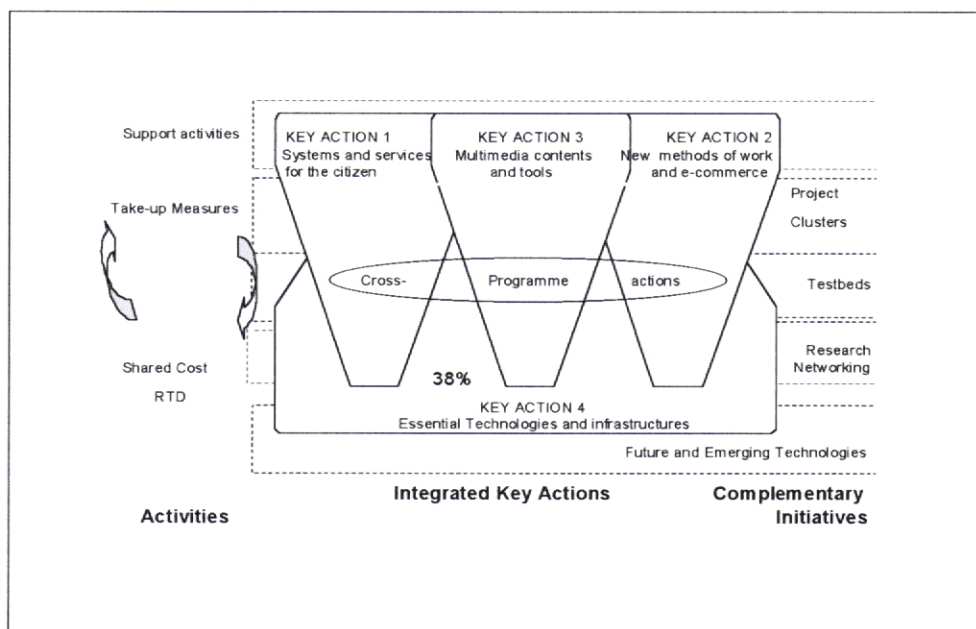 Support activities
KEY ACTION 1
Systems and services
for the citizen
KEY ACTION 3
Multimedia contents
and tools
KEY ACTION 2
New methods of work
and e-commerce
Take-up Measures
Project
Clusters
Cross-
Programme
actions
Testbeds
Shared Cost
RTD
38%
Research
Networking
KEY ACTION 4
Essential Technologies and infrastructures
Future and Emerging Technologies
Activities
Integrated Key Actions
Complementary
Initiatives